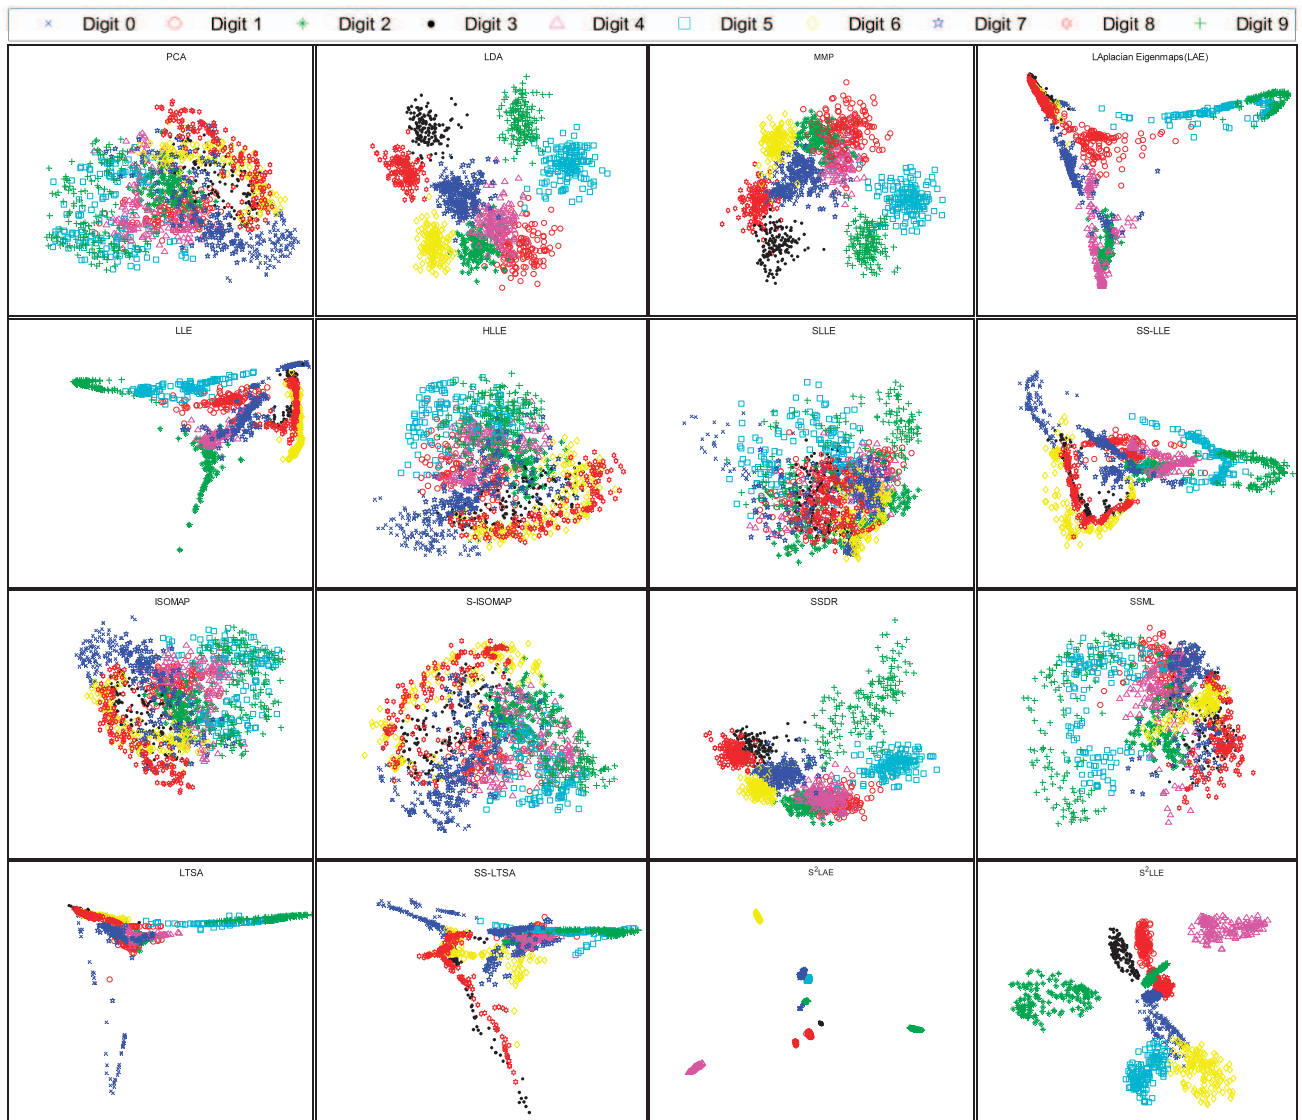 Digit 0 Digit 1 Digit 2 Digit 3 Digit 4 Digit 5 Digit 6 Digit 7 Digit 8 Digit 9
PCA LDA MMP LAplacian Eigenmaps(LAE)
LLE HLLE SLLE SS-LLE
ISOMAP S-ISOMAP SSDR SSML
LTSA SS-LTSA S²LAE S²LLE